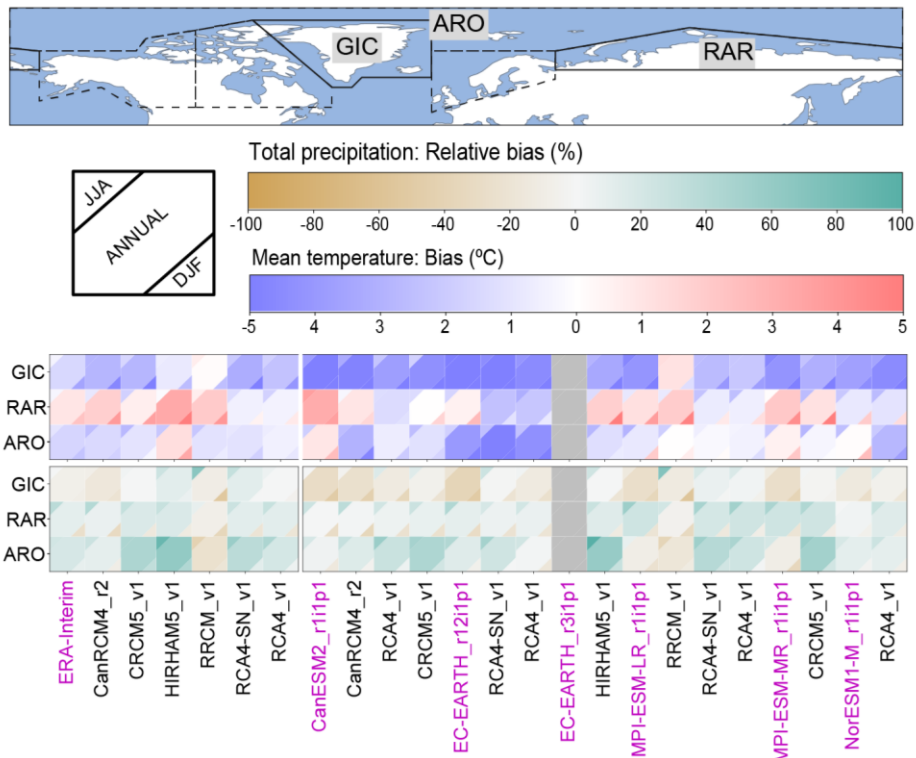 ARO
GIC
RAR
Total precipitation: Relative bias (%)
-100 -80 -60 -40 -20 0 20 40 60 80 100
JJA
ANNUAL
DJF
Mean temperature: Bias (ºC)
-5 4 3 2 1 0 1 2 3 4 5
GIC
RAR
ARO
GIC
RAR
ARO
ERA-Interim
CanRCM4_r2
CRCM5_v1
HIRHAM5_v1
RRCM_v1
RCA4-SN_v1
RCA4_v1
CanESM2_r1i1p1
CanRCM4_r2
RCA4_v1
CRCM5_v1
EC-EARTH_r12i1p1
RCA4-SN_v1
RCA4_v1
EC-EARTH_r3i1p1
HIRHAM5_v1
MPI-ESM-LR_r1i1p1
RRCM_v1
RCA4-SN_v1
RCA4_v1
MPI-ESM-MR_r1i1p1
CRCM5_v1
NorESM1-M_r1i1p1
RCA4_v1